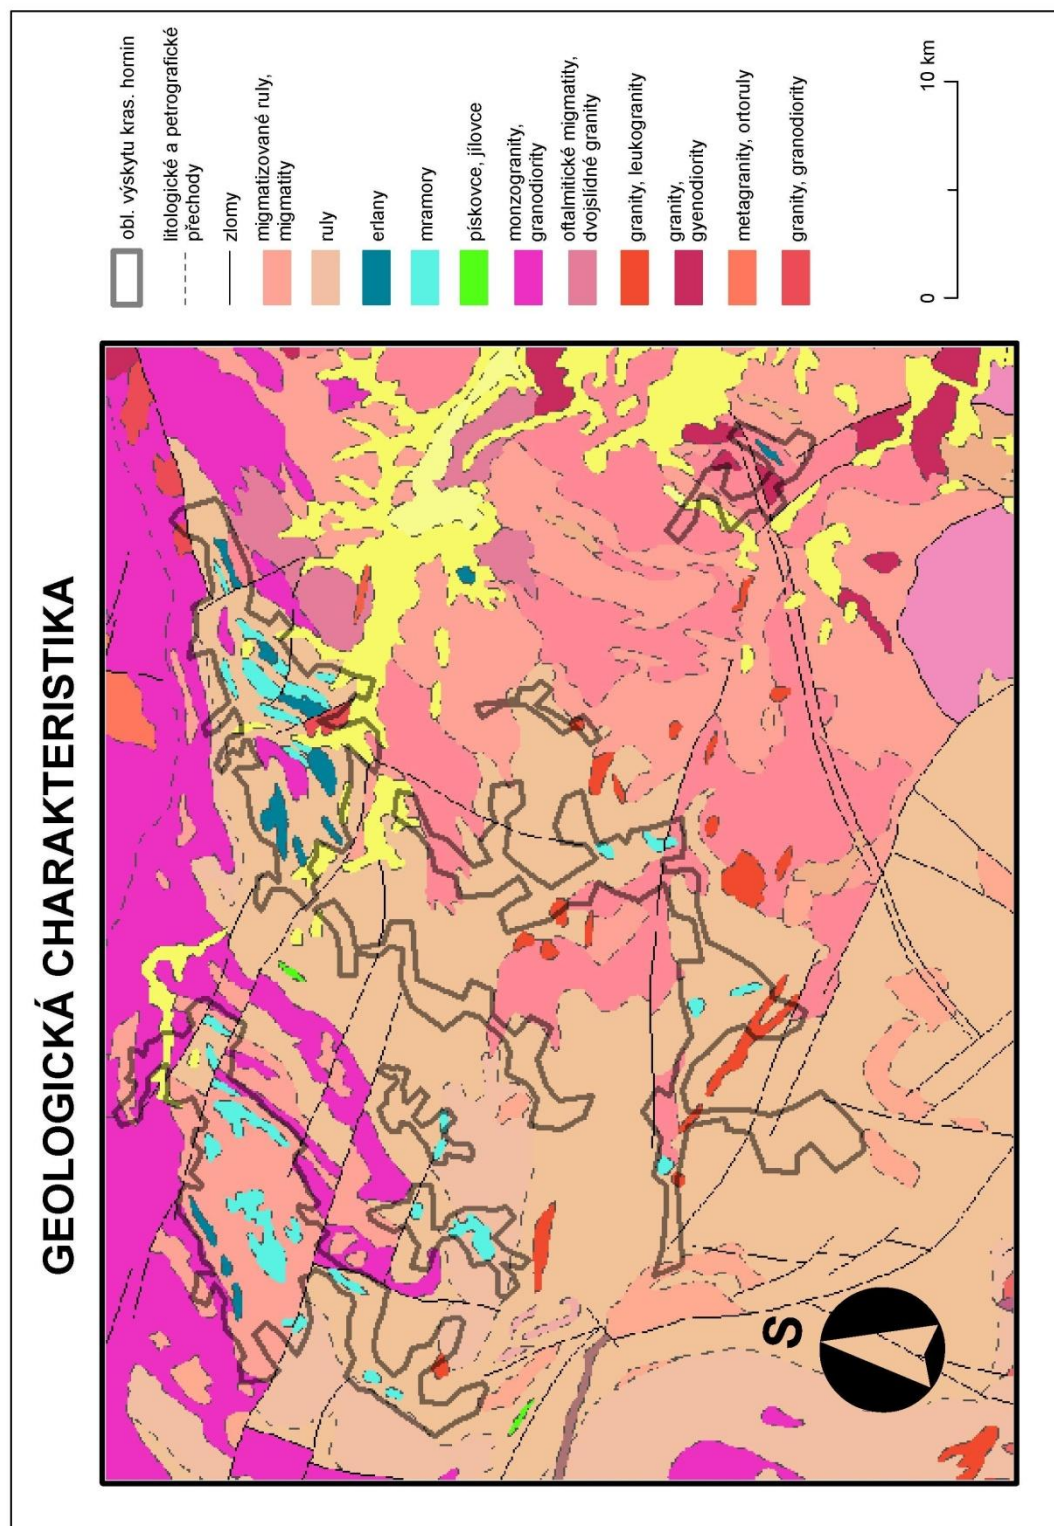 GEOLOGICKÁ CHARAKTERISTIKA
obl. výskytu kras. hornin
litologické a petrografické
přechody
zlomy
migmatizované ruly,
migmatity
ruly
erlany
mramory
pískovce, jílovce
monzogranity,
granodiority
oftalmitické migmatity,
dvojslídné granity
granity, leukogranity
granity,
gyenodiority
metagranity, ortoruly
granity, granodiority
0
10 km
S